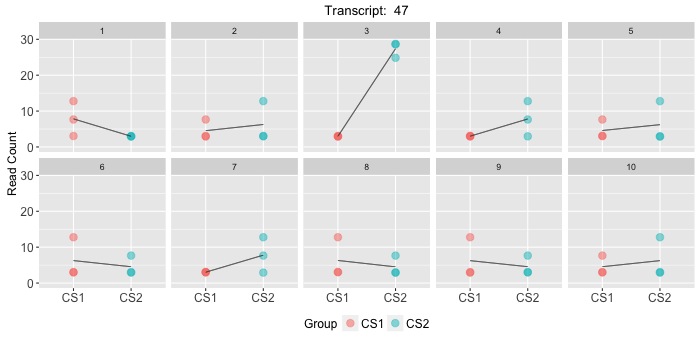 Transcript:  47
1 2 3 4 5
30
20
10
0
Read Count
6 7 8 9 10
30
20
10
0
CS1 CS2 CS1 CS2 CS1 CS2 CS1 CS2 CS1 CS2
Group CS1 CS2